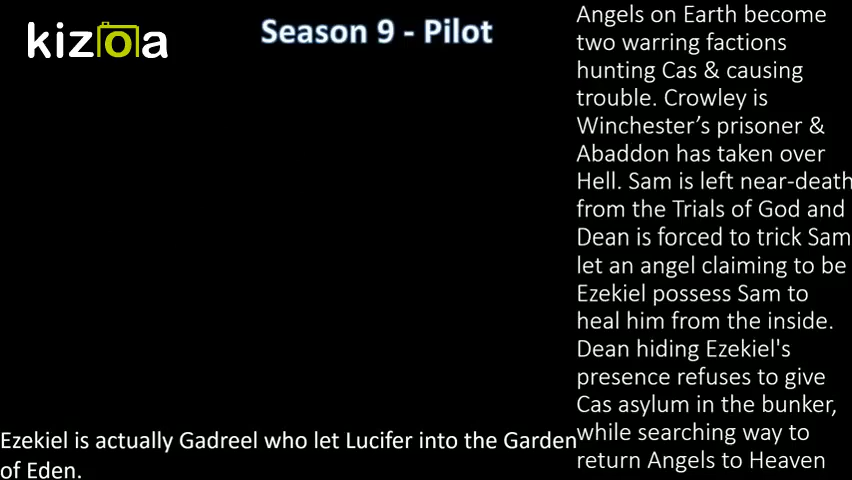 kizoa
Season 9 - Pilot
Angels on Earth become
two warring factions
hunting Cas & causing
trouble. Crowley is
Winchester’s prisoner &
Abaddon has taken over
Hell. Sam is left near-death
from the Trials of God and
Dean is forced to trick Sam
let an angel claiming to be
Ezekiel possess Sam to
heal him from the inside.
Dean hiding Ezekiel's
presence refuses to give
Cas asylum in the bunker,
while searching way to
return Angels to Heaven
Ezekiel is actually Gadreel who let Lucifer into the Garden
of Eden.